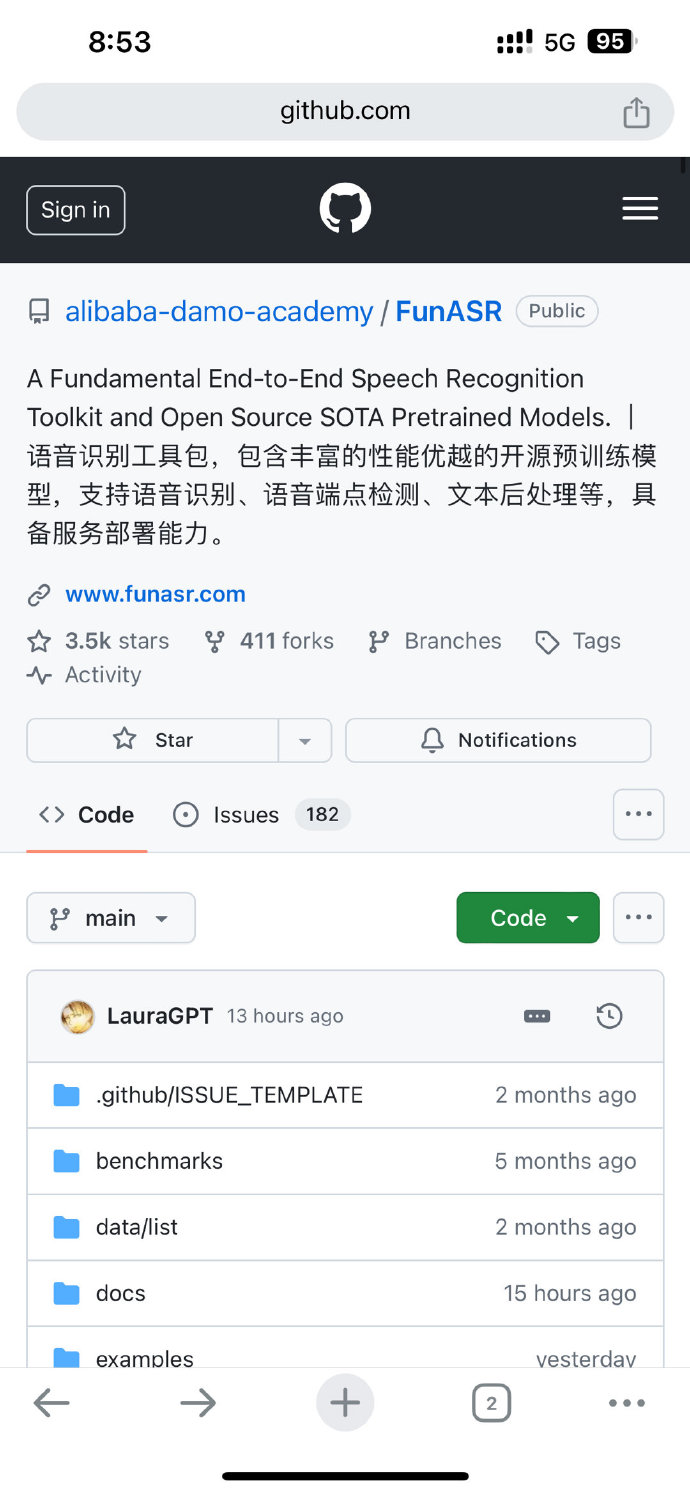 8:53 5G 95
github.com
Sign in
alibaba-damo-academy / FunASR Public
A Fundamental End-to-End Speech Recognition
Toolkit and Open Source SOTA Pretrained Models. |
语音识别工具包，包含丰富的性能优越的开源预训练模
型，支持语音识别、语音端点检测、文本后处理等，具
备服务部署能力。
www.funasr.com
3.5k stars 411 forks Branches Tags
Activity
Star Notifications
Code Issues 182
main Code
LauraGPT 13 hours ago
.github/ISSUE_TEMPLATE 2 months ago
benchmarks 5 months ago
data/list 2 months ago
docs 15 hours ago
examples yesterday
2